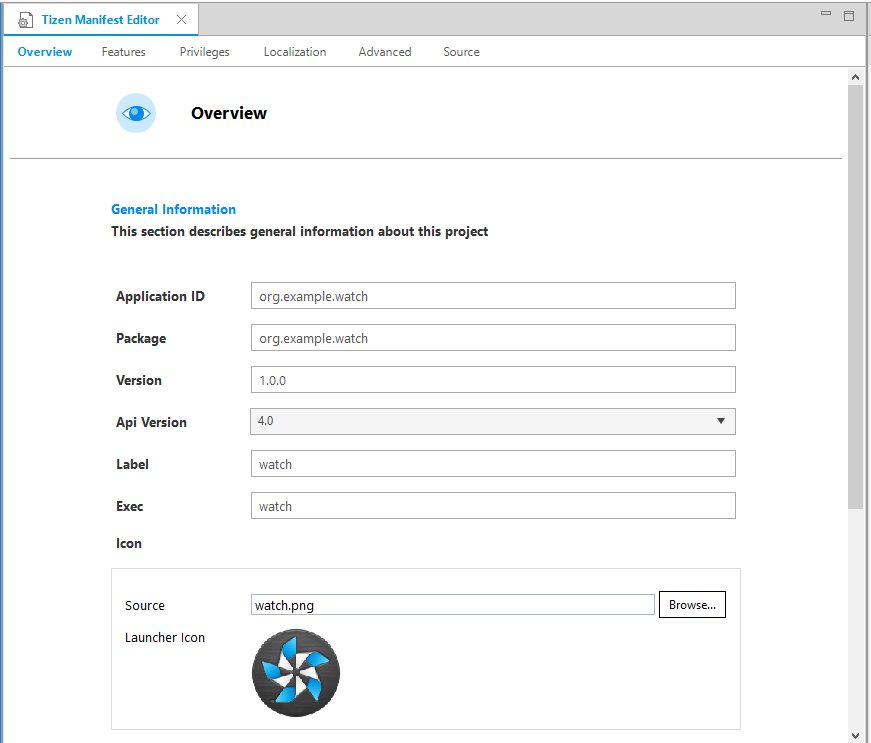 Tizen Manifest Editor
Overview Features Privileges Localization Advanced Source
Overview
General Information
This section describes general information about this project
Application ID org.example.watch
Package org.example.watch
Version 1.0.0
Api Version 4.0
Label watch
Exec watch
Icon
Source watch.png Browse...
Launcher Icon